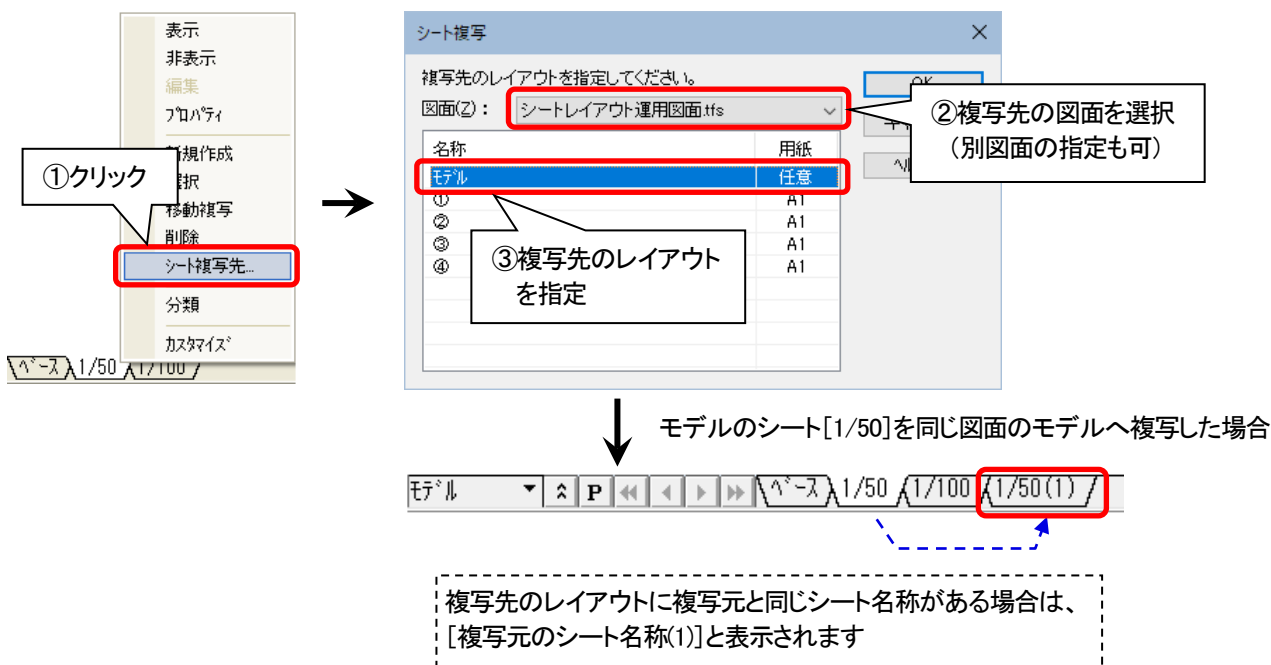 表示
非表示
編集
プロパティ
新規作成
選択
移動複写
削除
シート複写先...
分類
カスタマイズ
①クリック
ベース 1/50 1/100
シート複写
複写先のレイアウトを指定してください。
図面(Z)： シートレイアウト運用図面.tfs
OK
名称 用紙
モデル 任意
① A1
② A1
③ A1
④ A1
②複写先の図面を選択
（別図面の指定も可）
③複写先のレイアウト
を指定
モデルのシート[1/50]を同じ図面のモデルへ複写した場合
モデル P ベース 1/50 1/100 1/50(1)
複写先のレイアウトに複写元と同じシート名称がある場合は、
[複写元のシート名称(1)]と表示されます